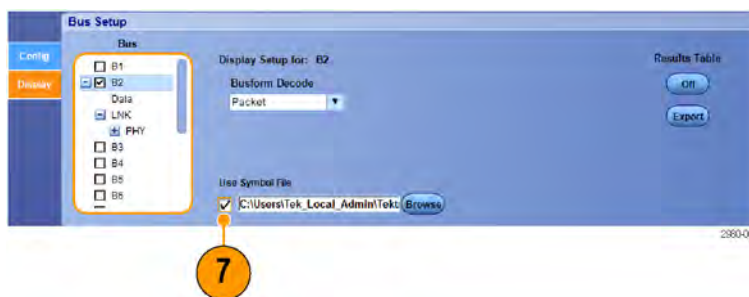 Bus Setup
Config
Display
Bus
B1
B2
Data
LNK
PHY
B3
B4
B5
B6
Display Setup for: B2
Busform Decode
Packet
Use Symbol File
C:\Users\Tek_Local_Admin\Tekt
Browse
Results Table
Off
Export
2980-0
7